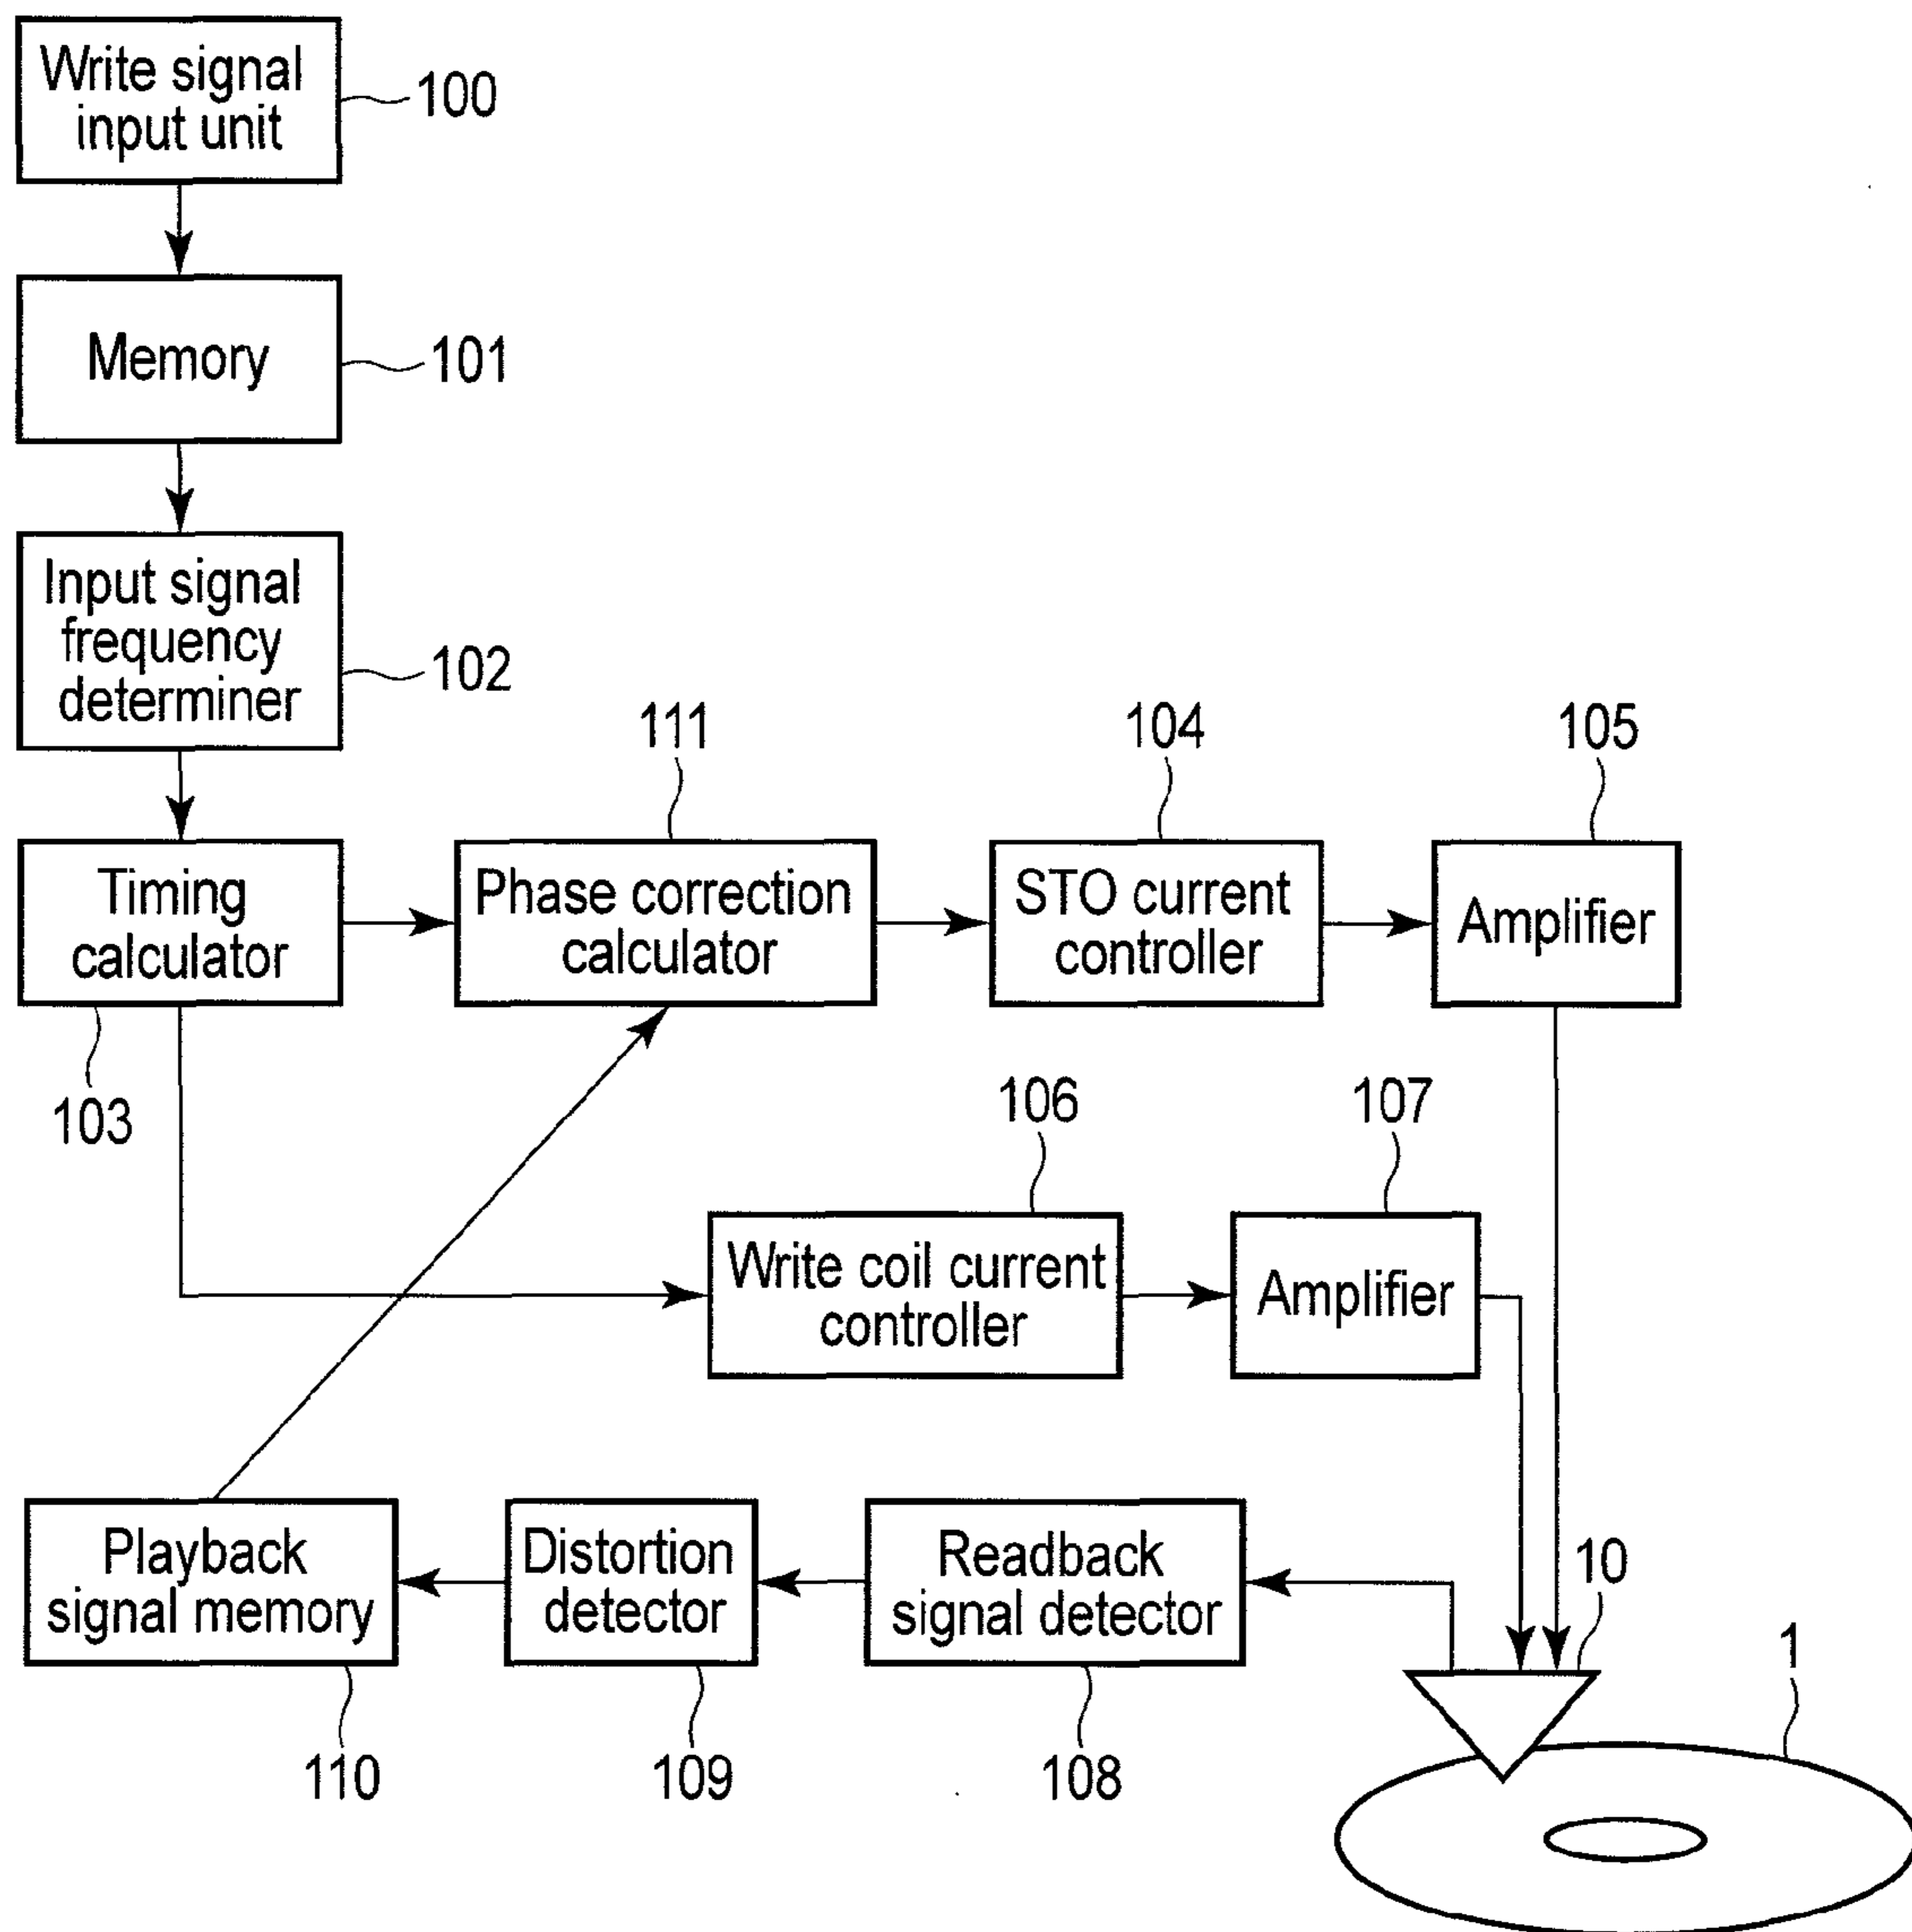 Write signal
input unit
100
Memory
101
Input signal
frequency
determiner
102
111
104
105
Timing
calculator
Phase correction
calculator
STO current
controller
Amplifier
103
106
107
Write coil current
controller
Amplifier
Playback
signal memory
Distortion
detector
Readback
signal detector
10
1
110
109
108